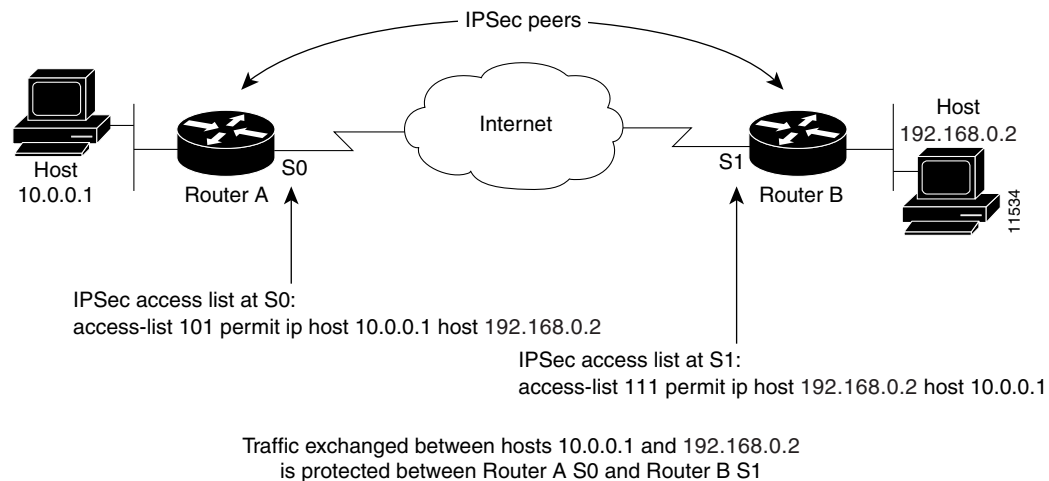 IPSec peers
Internet
Host
10.0.0.1
Router A
S0
S1
Router B
Host
192.168.0.2
11534
IPSec access list at S0:
access-list 101 permit ip host 10.0.0.1 host 192.168.0.2
IPSec access list at S1:
access-list 111 permit ip host 192.168.0.2 host 10.0.0.1
Traffic exchanged between hosts 10.0.0.1 and 192.168.0.2
is protected between Router A S0 and Router B S1